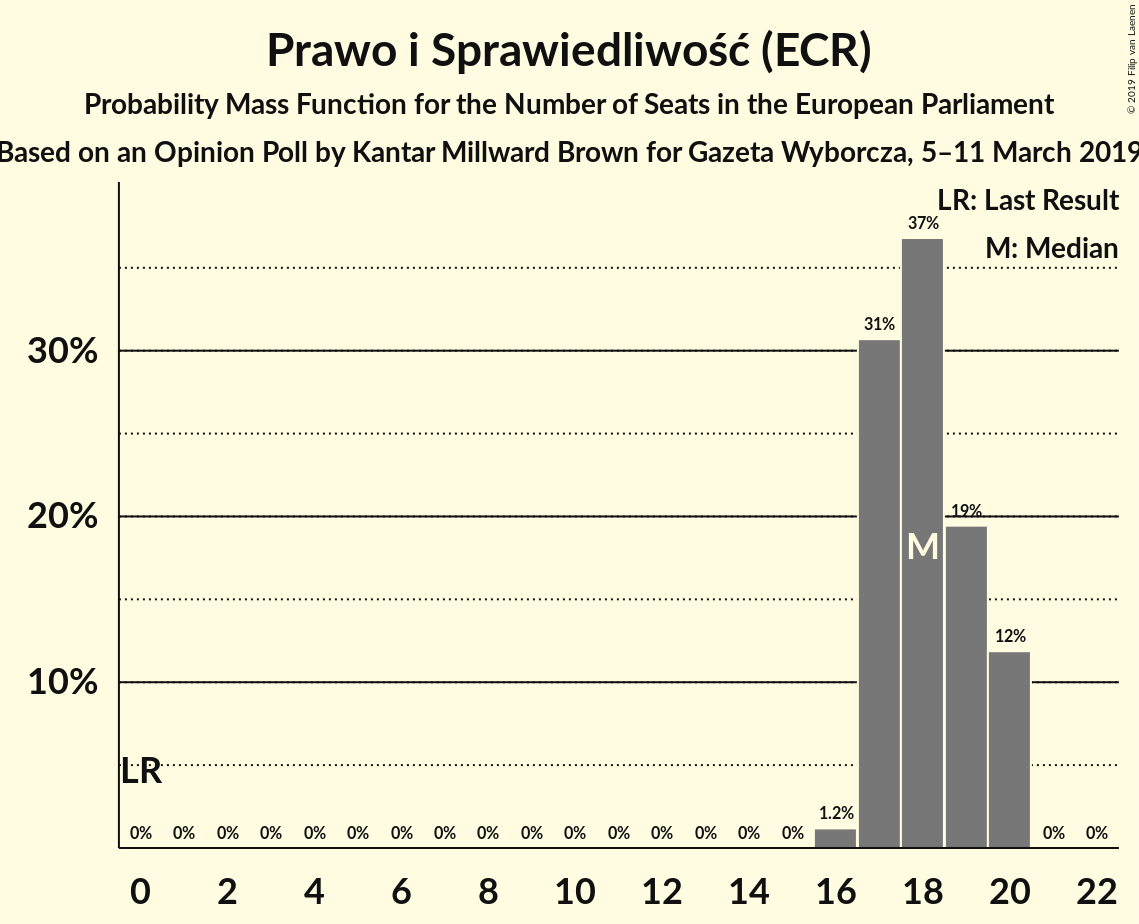 Prawo i Sprawiedliwość (ECR)
Probability Mass Function for the Number of Seats in the European Parliament
Based on an Opinion Poll by Kantar Millward Brown for Gazeta Wyborcza, 5–11 March 2019
© 2019 Filip van Laenen
LR: Last Result
M: Median
37%
31%
30%
19%
20%
M
12%
10%
LR
1.2%
0% 0% 0% 0% 0% 0% 0% 0% 0% 0% 0% 0% 0% 0% 0% 0% 0% 0%
0 2 4 6 8 10 12 14 16 18 20 22